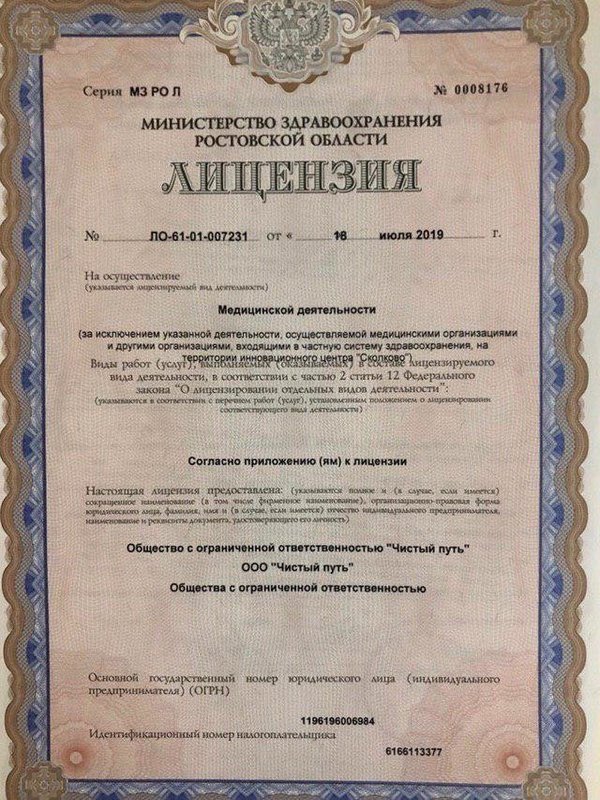 Серия МЗ РО Л № 0008176
МИНИСТЕРСТВО ЗДРАВООХРАНЕНИЯ
РОСТОВСКОЙ ОБЛАСТИ
ЛИЦЕНЗИЯ
№ ЛО-61-01-007231 от « 18 июля 2019 г.
На осуществление
(указывается лицензируемый вид деятельности)
Медицинской деятельности
(за исключением указанной деятельности, осуществляемой медицинскими организациями
и другими организациями, входящими в частную систему здравоохранения, на
территории инновационного центра "Сколково")
Виды работ (услуг), выполняемых (оказываемых) в составе лицензируемого
вида деятельности, в соответствии с частью 2 статьи 12 Федерального
закона "О лицензировании отдельных видов деятельности":
(указываются в соответствии с перечнем работ (услуг), установленным положением о лицензировании
соответствующего вида деятельности)
Согласно приложению (ям) к лицензии
Настоящая лицензия предоставлена: (указываются полное и (в случае, если имеется)
сокращенное наименование (в том числе фирменное наименование), организационно-правовая форма
юридического лица, фамилия, имя и (в случае, если имеется) отчество индивидуального предпринимателя,
наименование и реквизиты документа, удостоверяющего его личность)
Общество с ограниченной ответственностью "Чистый путь"
ООО "Чистый путь"
Общества с ограниченной ответственностью
Основной государственный номер юридического лица (индивидуального
предпринимателя) (ОГРН)
1196196006984
Идентификационный номер налогоплательщика
6166113377